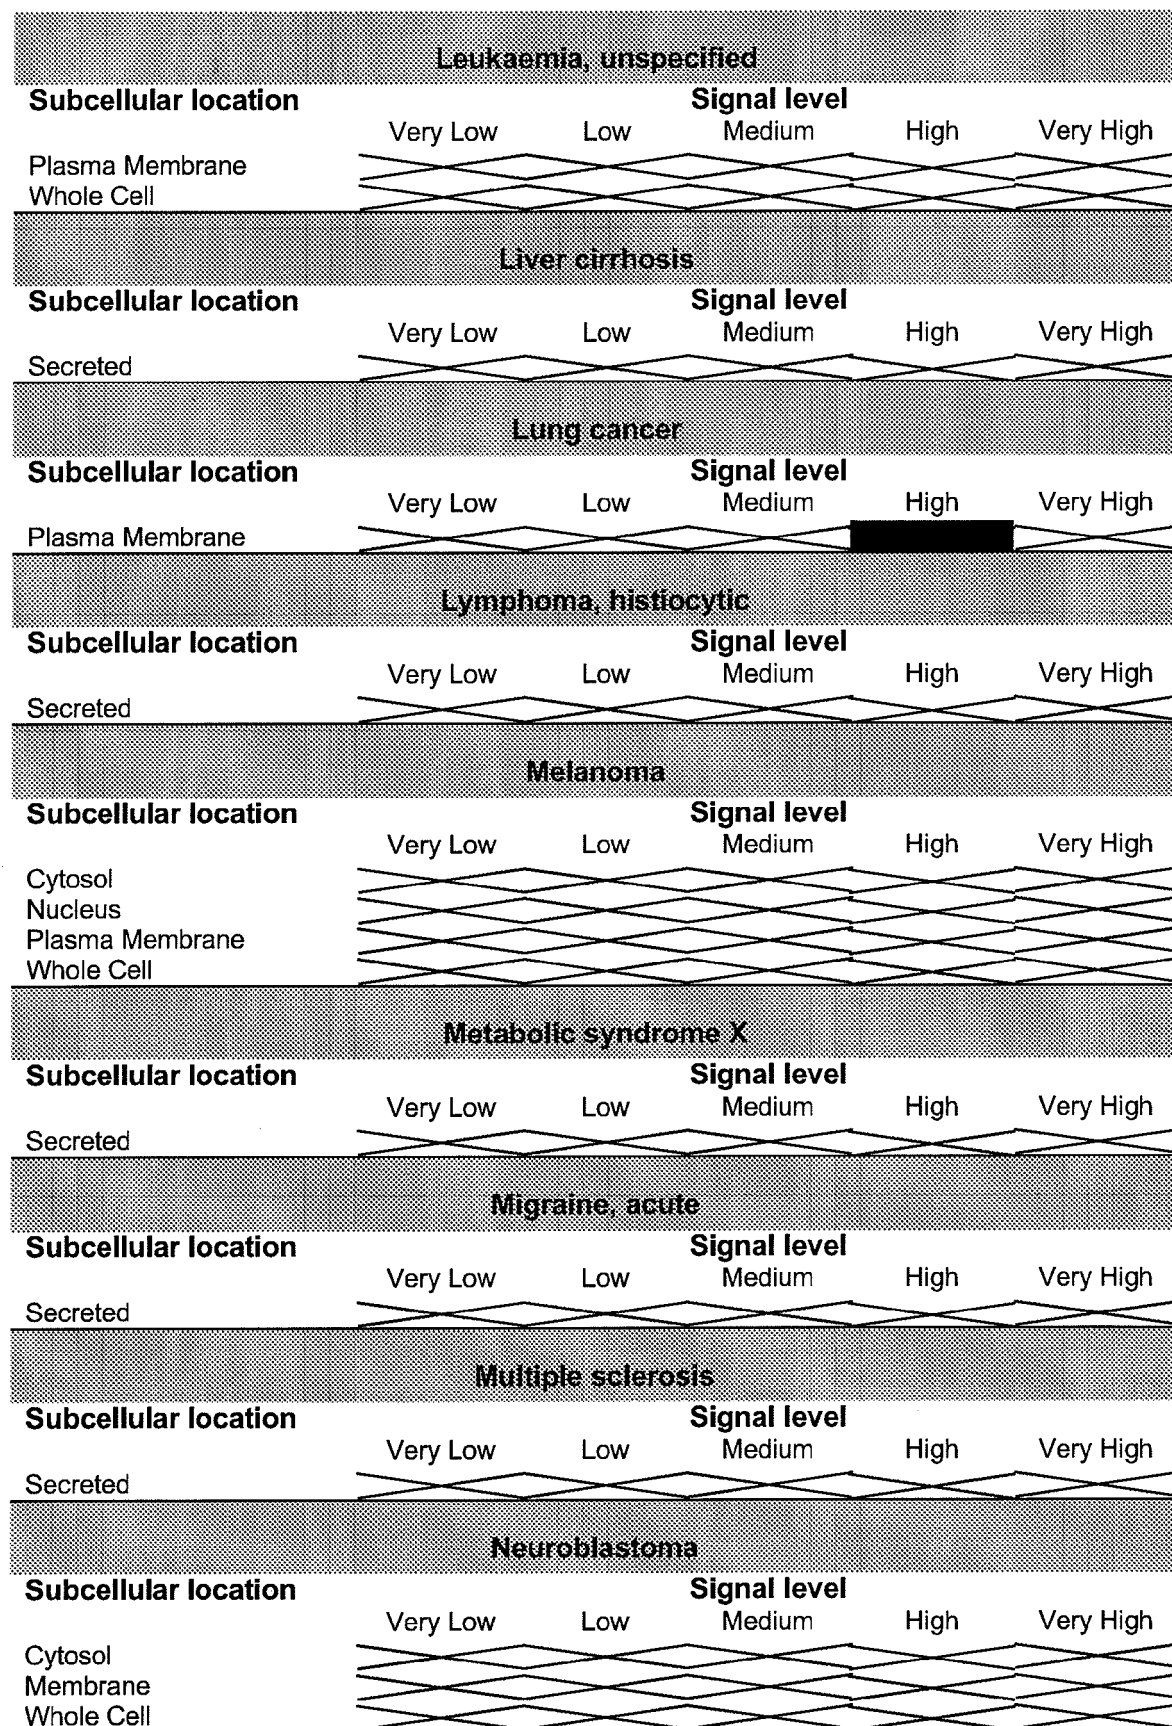 Leukaemia, unspecified
Subcellular location Signal level
Very Low Low Medium High Very High
Plasma Membrane
Whole Cell
Liver cirrhosis
Subcellular location Signal level
Very Low Low Medium High Very High
Secreted
Lung cancer
Subcellular location Signal level
Very Low Low Medium High Very High
Plasma Membrane
Lymphoma, histiocytic
Subcellular location Signal level
Very Low Low Medium High Very High
Secreted
Melanoma
Subcellular location Signal level
Very Low Low Medium High Very High
Cytosol
Nucleus
Plasma Membrane
Whole Cell
Metabolic syndrome X
Subcellular location Signal level
Very Low Low Medium High Very High
Secreted
Migraine, acute
Subcellular location Signal level
Very Low Low Medium High Very High
Secreted
Multiple sclerosis
Subcellular location Signal level
Very Low Low Medium High Very High
Secreted
Neuroblastoma
Subcellular location Signal level
Very Low Low Medium High Very High
Cytosol
Membrane
Whole Cell